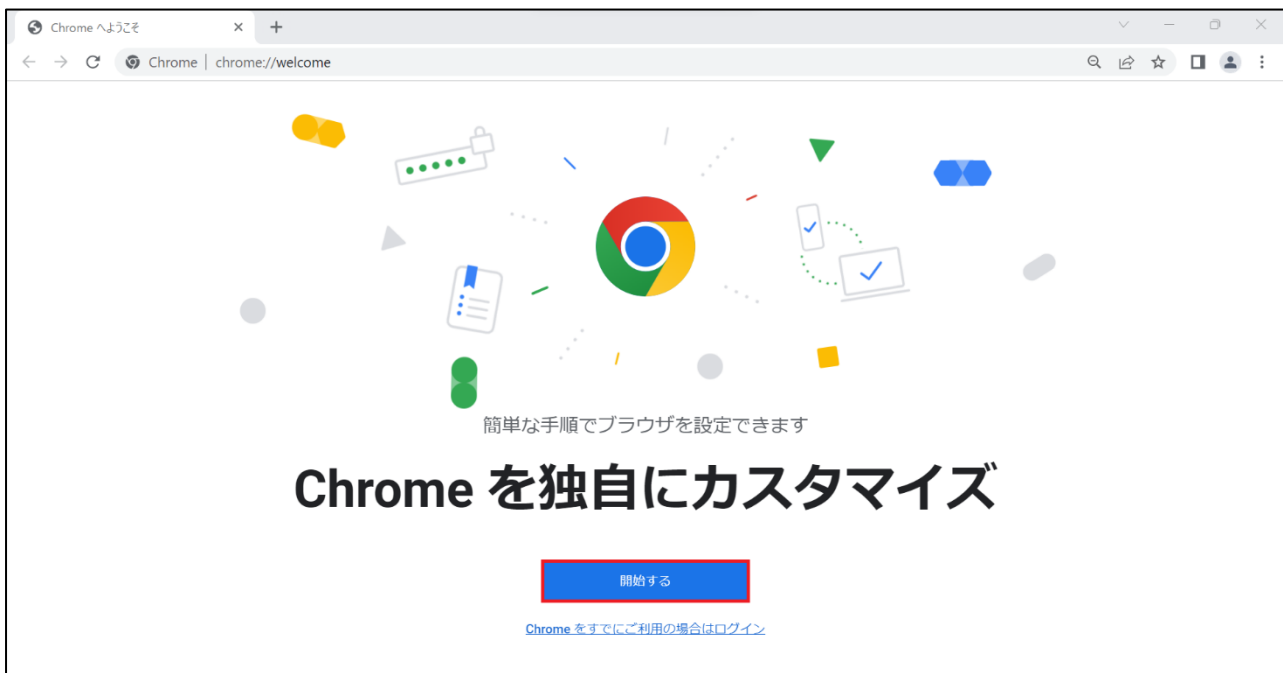 Chrome へようこそ
Chrome | chrome://welcome
簡単な手順でブラウザを設定できます
Chrome を独自にカスタマイズ
開始する
Chrome をすでにご利用の場合はログイン